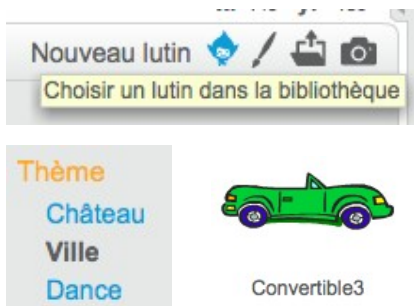 Nouveau lutin
Choisir un lutin dans la bibliothèque
Thème
Château
Ville
Dance
Convertible3